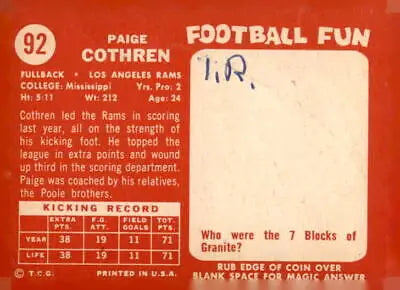 92
PAIGE
COTHREN
FULLBACK • LOS ANGELES RAMS
COLLEGE: Mississippi Yrs. Pro: 2
Ht: 5:11 Wt: 212 Age: 24
Cothren led the Rams in scoring
last year, all on the strength of
his kicking foot. He topped the
league in extra points and wound
up third in the scoring department.
Paige was coached by his relatives,
the Poole brothers.
KICKING RECORD
EXTRA PTS. F.G. ATT. FIELD GOALS TOT. PTS.
YEAR 38 19 11 71
LIFE 38 19 11 71
© T.C.G. PRINTED IN U.S.A.
FOOTBALL FUN
I.R.
Who were the 7 Blocks of
Granite?
RUB EDGE OF COIN OVER
BLANK SPACE FOR MAGIC ANSWER